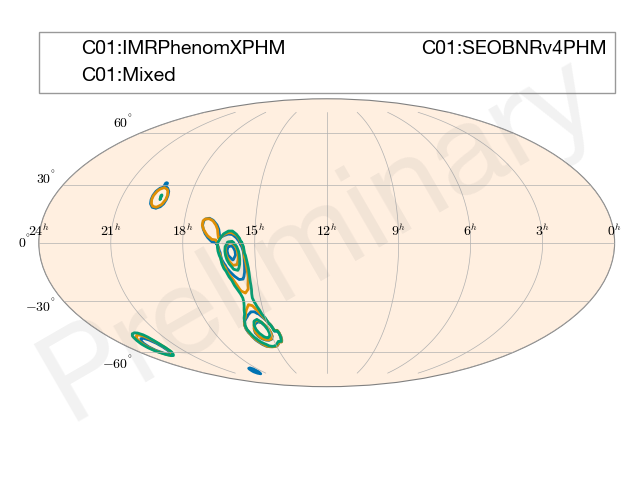 C01:IMRPhenomXPHM C01:SEOBNRv4PHM
C01:Mixed
60°
30°
0° 24h 21h 18h 15h 12h 9h 6h 3h 0h
−30°
−60°
Preliminary